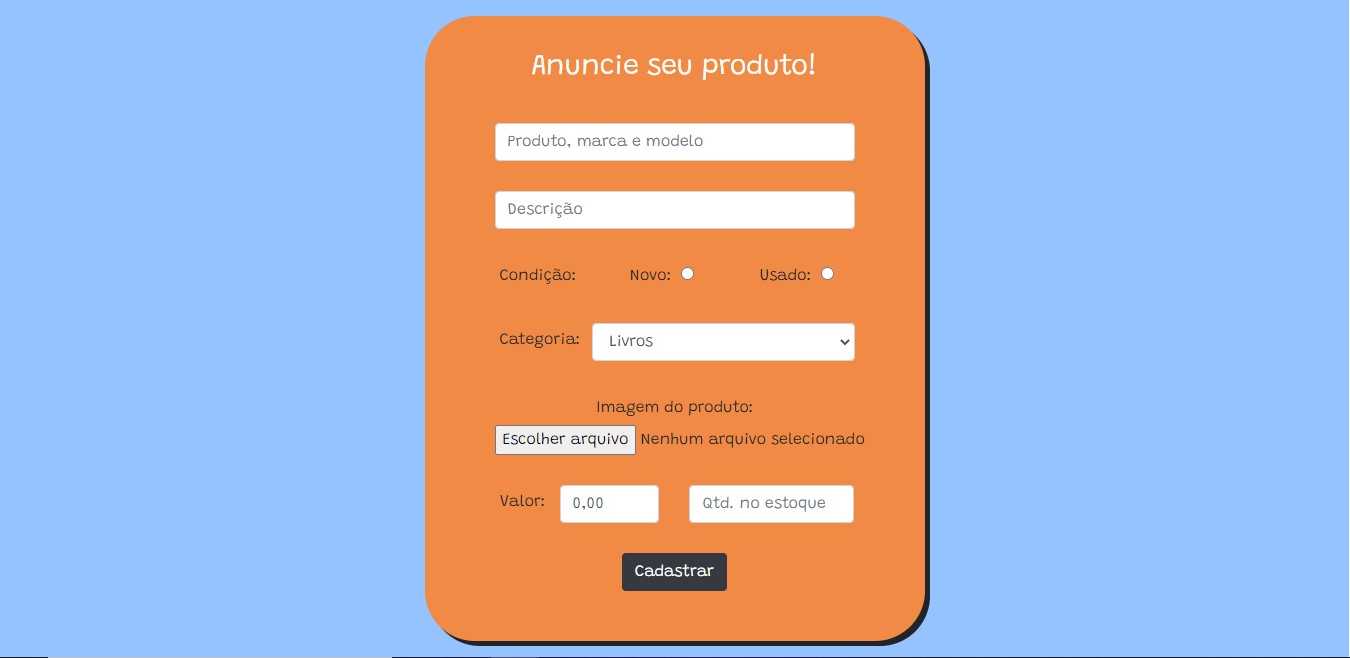 Anuncie seu produto!
Produto, marca e modelo
Descrição
Condição: Novo: Usado:
Categoria: Livros
Imagem do produto:
Escolher arquivo Nenhum arquivo selecionado
Valor: 0,00 Qtd. no estoque
Cadastrar